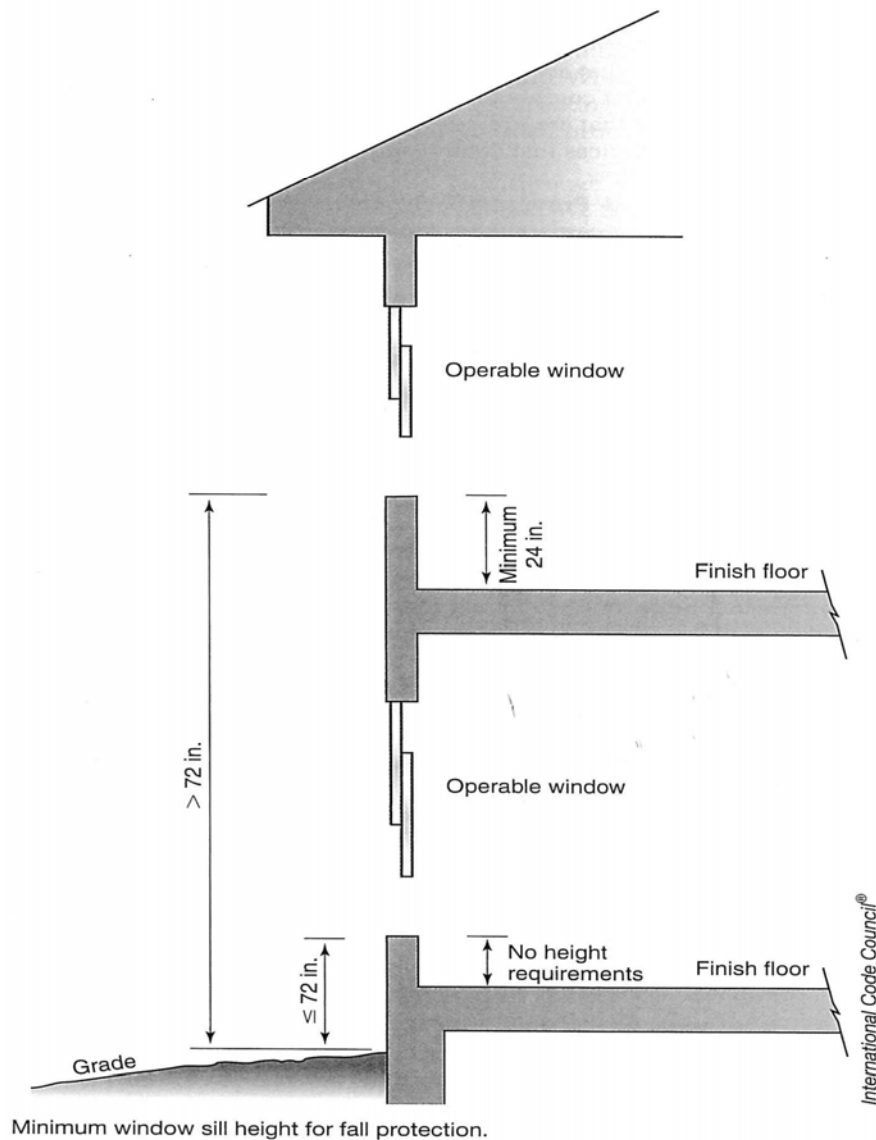 Operable window
Minimum
24 in.
Finish floor
> 72 in.
Operable window
≤ 72 in.
No height
requirements
Finish floor
Grade
International Code Council®
Minimum window sill height for fall protection.